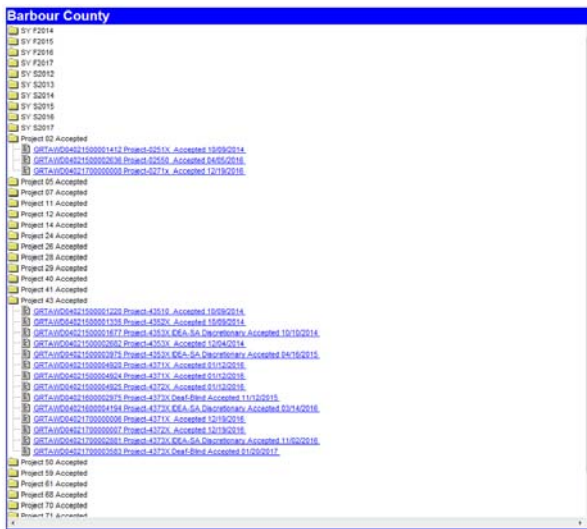 Barbour County
SY F2014
SY F2015
SY F2016
SY F2017
SY S2012
SY S2013
SY S2014
SY S2015
SY S2016
SY S2017
Project 02 Accepted
GRTAWD04021500001412 Project-0251X Accepted 10/09/2014
GRTAWD04021500002636 Project-02550 Accepted 04/05/2016
GRTAWD04021700000008 Project-0271x Accepted 12/19/2016
Project 05 Accepted
Project 07 Accepted
Project 11 Accepted
Project 12 Accepted
Project 14 Accepted
Project 24 Accepted
Project 26 Accepted
Project 28 Accepted
Project 29 Accepted
Project 40 Accepted
Project 41 Accepted
Project 43 Accepted
GRTAWD04021500001220 Project-43510 Accepted 10/09/2014
GRTAWD04021500001335 Project-4352X Accepted 10/09/2014
GRTAWD04021500001677 Project-4353X IDEA-SA Discretionary Accepted 10/10/2014
GRTAWD04021500002682 Project-4353X Accepted 12/04/2014
GRTAWD04021500003975 Project-4353X IDEA-SA Discretionary Accepted 04/16/2015
GRTAWD04021500004920 Project-4371X Accepted 01/12/2016
GRTAWD04021500004924 Project-4371X Accepted 01/12/2016
GRTAWD04021500004925 Project-4372X Accepted 01/12/2016
GRTAWD04021600002975 Project-4373X Deaf-Blind Accepted 11/12/2015
GRTAWD04021600004194 Project-4373X IDEA-SA Discretionary Accepted 03/14/2016
GRTAWD04021700000006 Project-4371X Accepted 12/19/2016
GRTAWD04021700000007 Project-4372X Accepted 12/19/2016
GRTAWD04021700002881 Project-4373X IDEA-SA Discretionary Accepted 11/02/2016
GRTAWD04021700003583 Project-4373X Deaf-Blind Accepted 01/20/2017
Project 50 Accepted
Project 59 Accepted
Project 61 Accepted
Project 68 Accepted
Project 70 Accepted
Project 71 Accepted